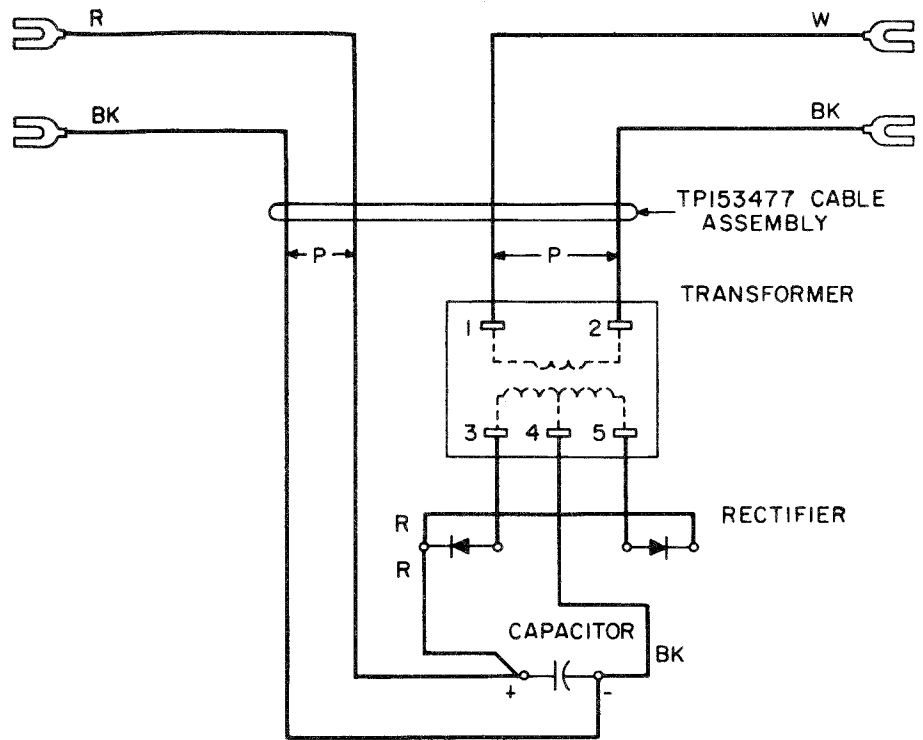 R
W
BK
BK
TP153477 CABLE
ASSEMBLY
P
P
TRANSFORMER
1
2
3
4
5
RECTIFIER
R
R
CAPACITOR
BK
+
-